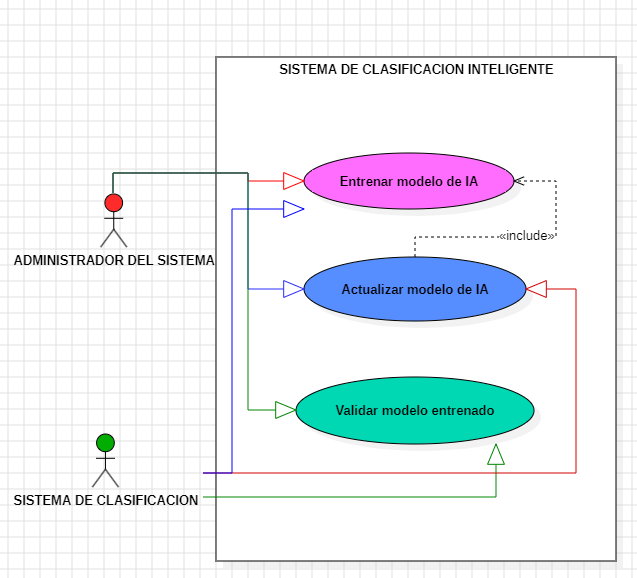 SISTEMA DE CLASIFICACION INTELIGENTE
Entrenar modelo de IA
«include»
ADMINISTRADOR DEL SISTEMA
Actualizar modelo de IA
Validar modelo entrenado
SISTEMA DE CLASIFICACION